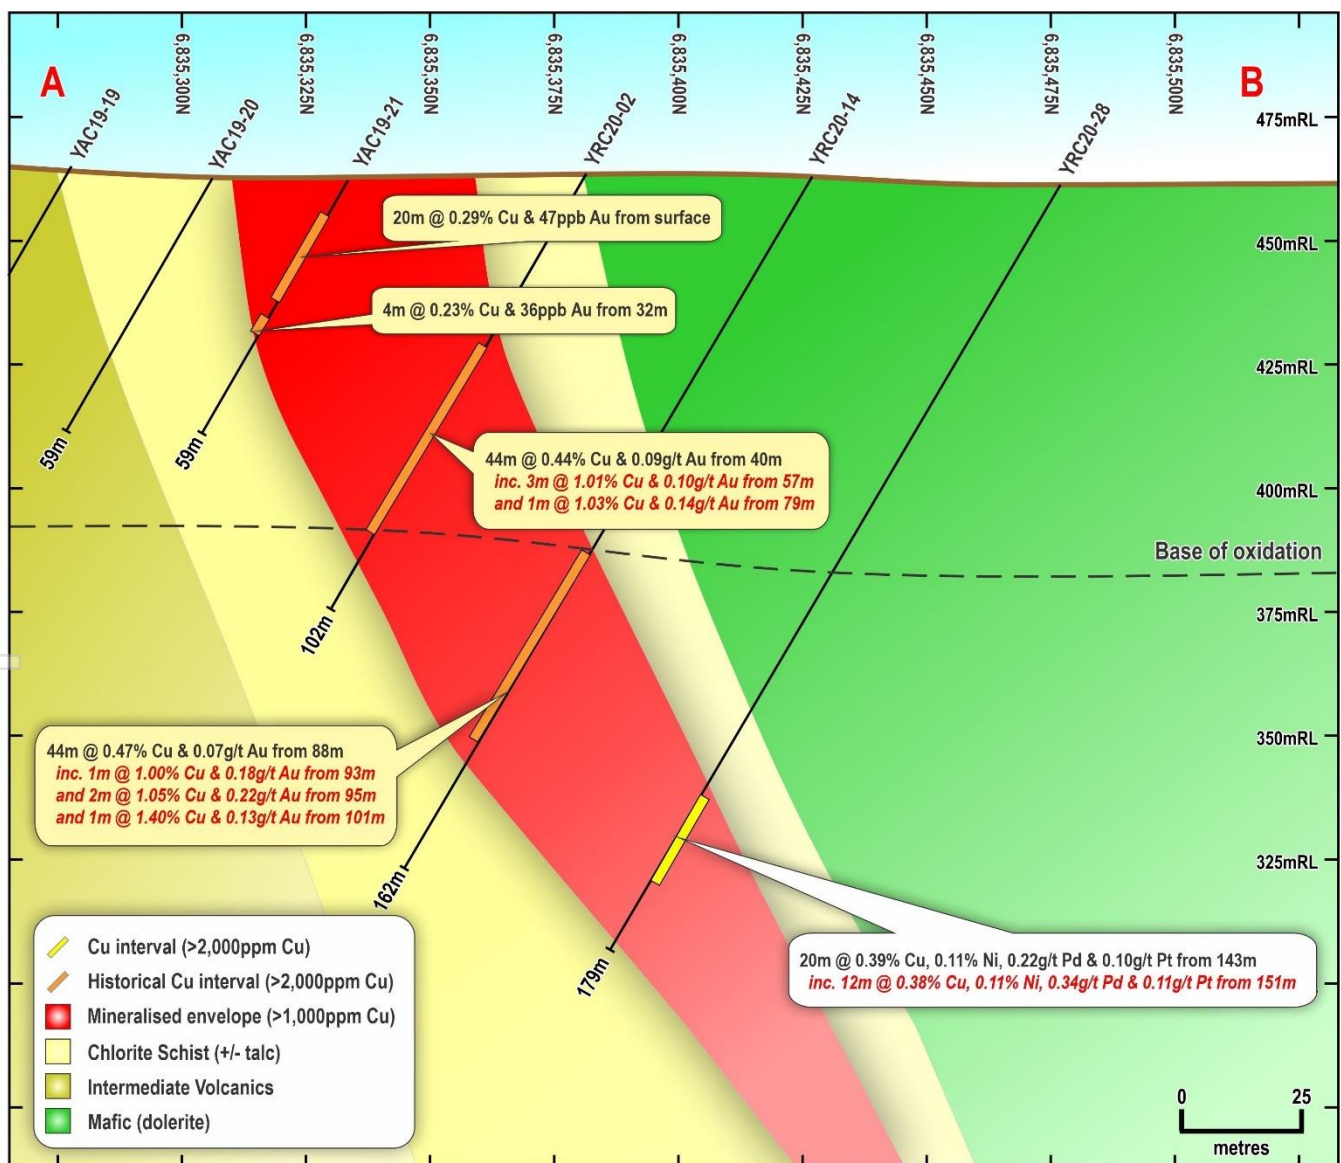 6,835,300N
6,835,325N
6,835,350N
6,835,375N
6,835,400N
6,835,425N
6,835,450N
6,835,475N
6,835,500N
A
B
YAC19-19
YAC19-20
YAC19-21
YRC20-02
YRC20-14
YRC20-28
475mRL
450mRL
425mRL
400mRL
375mRL
350mRL
325mRL
20m @ 0.29% Cu & 47ppb Au from surface
4m @ 0.23% Cu & 36ppb Au from 32m
44m @ 0.44% Cu & 0.09g/t Au from 40m
inc. 3m @ 1.01% Cu & 0.10g/t Au from 57m
and 1m @ 1.03% Cu & 0.14g/t Au from 79m
59m
59m
Base of oxidation
102m
44m @ 0.47% Cu & 0.07g/t Au from 88m
inc. 1m @ 1.00% Cu & 0.18g/t Au from 93m
and 2m @ 1.05% Cu & 0.22g/t Au from 95m
and 1m @ 1.40% Cu & 0.13g/t Au from 101m
162m
179m
20m @ 0.39% Cu, 0.11% Ni, 0.22g/t Pd & 0.10g/t Pt from 143m
inc. 12m @ 0.38% Cu, 0.11% Ni, 0.34g/t Pd & 0.11g/t Pt from 151m
Cu interval (>2,000ppm Cu)
Historical Cu interval (>2,000ppm Cu)
Mineralised envelope (>1,000ppm Cu)
Chlorite Schist (+/- talc)
Intermediate Volcanics
Mafic (dolerite)
0 25
metres